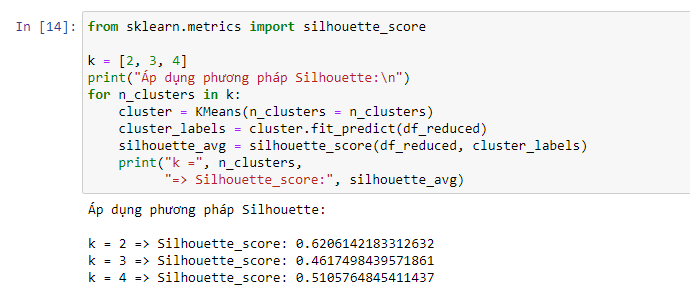 In [14]: from sklearn.metrics import silhouette_score
k = [2, 3, 4]
print("Áp dụng phương pháp Silhouette:\n")
for n_clusters in k:
    cluster = KMeans(n_clusters = n_clusters)
    cluster_labels = cluster.fit_predict(df_reduced)
    silhouette_avg = silhouette_score(df_reduced, cluster_labels)
    print("k =", n_clusters,
          "=> Silhouette_score:", silhouette_avg)
Áp dụng phương pháp Silhouette:
k = 2 => Silhouette_score: 0.6206142183312632
k = 3 => Silhouette_score: 0.4617498439571861
k = 4 => Silhouette_score: 0.5105764845411437